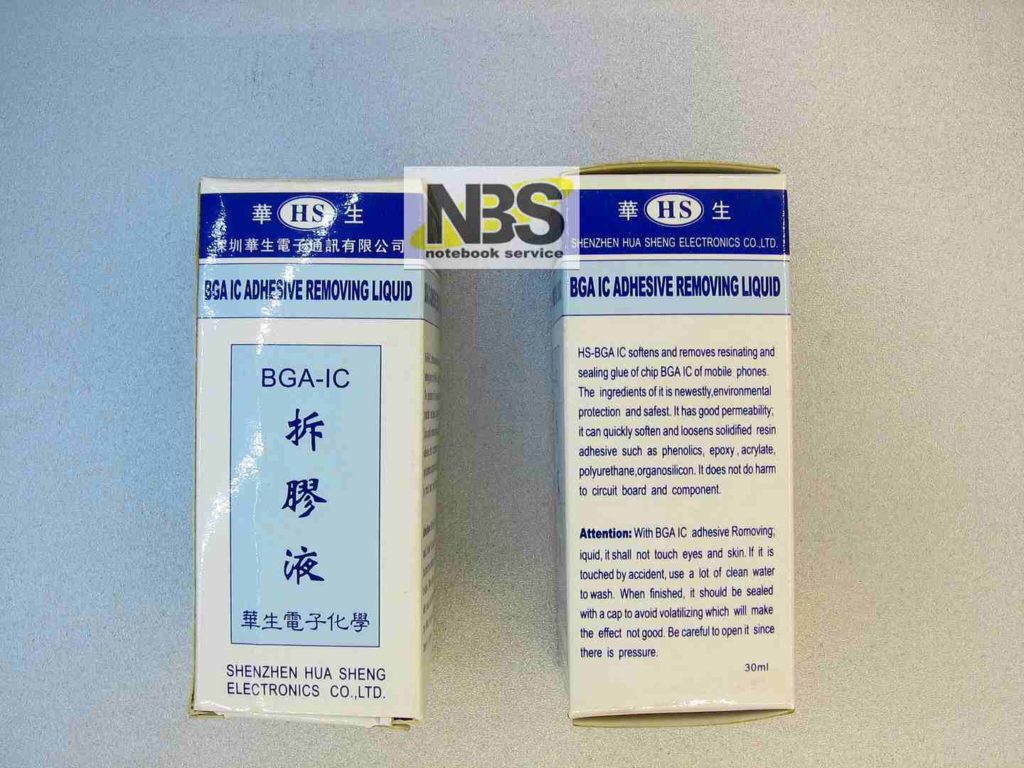 華 HS 生
深圳華生電子通訊有限公司
BGA IC ADHESIVE REMOVING LIQUID
BGA-IC
拆
膠
液
華生電子化學
SHENZHEN HUA SHENG
ELECTRONICS CO.,LTD.
NBS
notebook service
華 HS 生
SHENZHEN HUA SHENG ELECTRONICS CO.,LTD.
BGA IC ADHESIVE REMOVING LIQUID
HS-BGA IC softens and removes resinating and
sealing glue of chip BGA IC of mobile phones.
The ingredients of it is newestly,environmental
protection and safest. It has good permeability;
it can quickly soften and loosens solidified resin
adhesive such as phenolics, epoxy, acrylate,
polyurethane,organosilicon. It does not do harm
to circuit board and component.
Attention: With BGA IC adhesive Romoving;
iquid, it shall not touch eyes and skin. If it is
touched by accident, use a lot of clean water
to wash. When finished, it should be sealed
with a cap to avoid volatilizing which will make
the effect not good. Be careful to open it since
there is pressure.
30ml